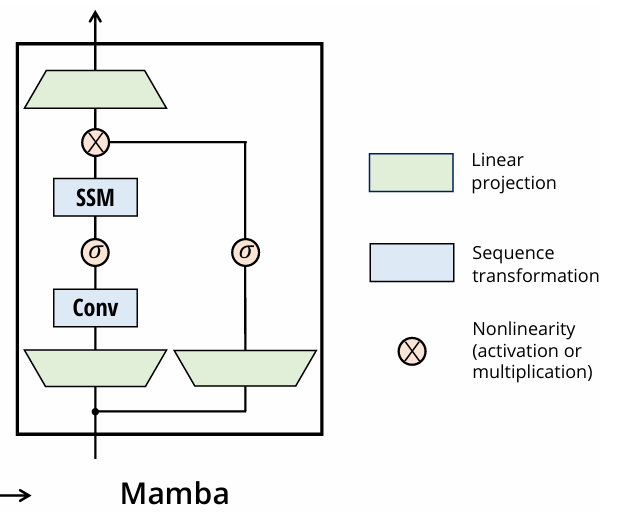 SSM
σ
σ
Conv
Linear
projection
Sequence
transformation
Nonlinearity
(activation or
multiplication)
Mamba